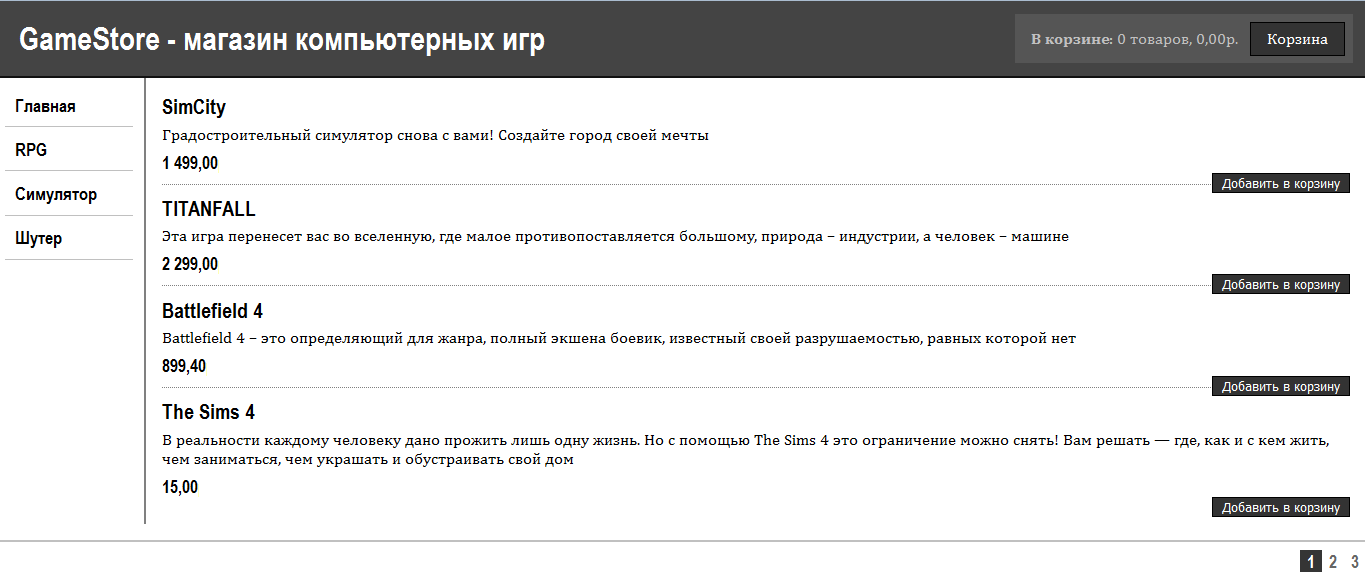 GameStore - магазин компьютерных игр
В корзине: 0 товаров, 0,00р.
Корзина
Главная
RPG
Симулятор
Шутер
SimCity
Градостроительный симулятор снова с вами! Создайте город своей мечты
1 499,00
Добавить в корзину
TITANFALL
Эта игра перенесет вас во вселенную, где малое противопоставляется большому, природа – индустрии, а человек – машине
2 299,00
Добавить в корзину
Battlefield 4
Battlefield 4 – это определяющий для жанра, полный экшена боевик, известный своей разрушаемостью, равных которой нет
899,40
Добавить в корзину
The Sims 4
В реальности каждому человеку дано прожить лишь одну жизнь. Но с помощью The Sims 4 это ограничение можно снять! Вам решать — где, как и с кем жить,
чем заниматься, чем украшать и обустраивать свой дом
15,00
Добавить в корзину
1 2 3